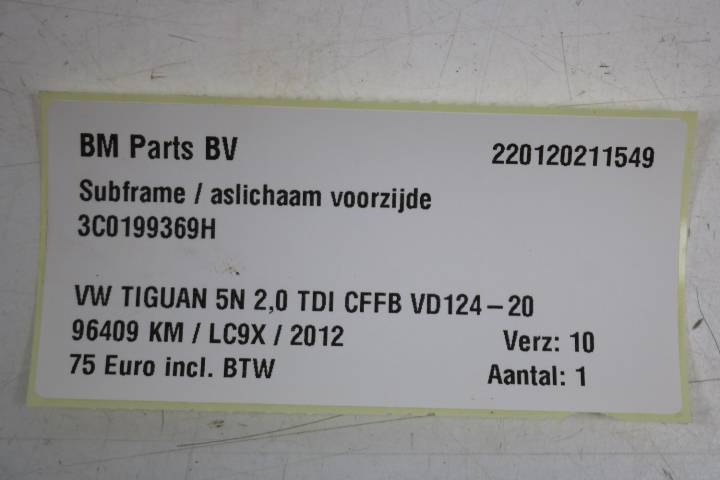 BM Parts BV 220120211549
Subframe / aslichaam voorzijde
3C0199369H
VW TIGUAN 5N 2,0 TDI CFFB VD124-20
96409 KM / LC9X / 2012 Verz: 10
75 Euro incl. BTW Aantal: 1